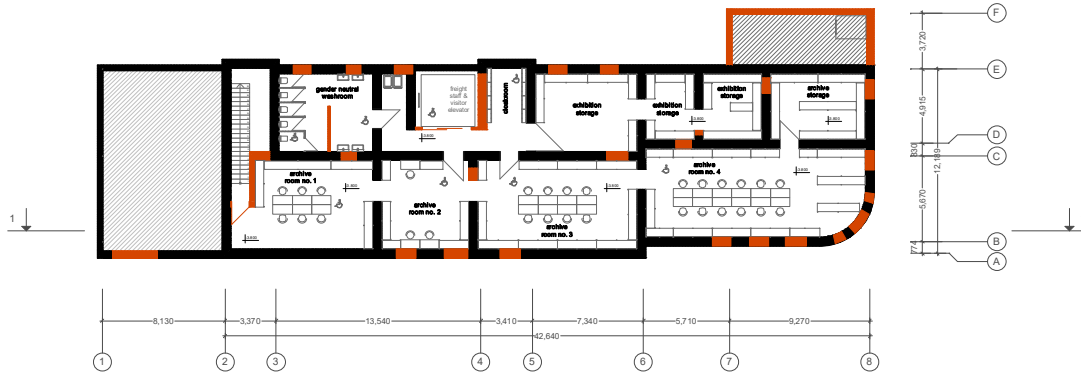 F
3,720
E
4,915
D
830
C
12,189
5,670
B
774
A
gender neutral
washroom
freight
staff &
visitor
elevator
cloakroom
exhibition
storage
exhibition
storage
exhibition
storage
archive
storage
archive
room no. 1
archive
room no. 2
archive
room no. 3
archive
room no. 4
1
1
8,130
3,370
13,540
3,410
7,340
5,710
9,270
42,640
1
2
3
4
5
6
7
8